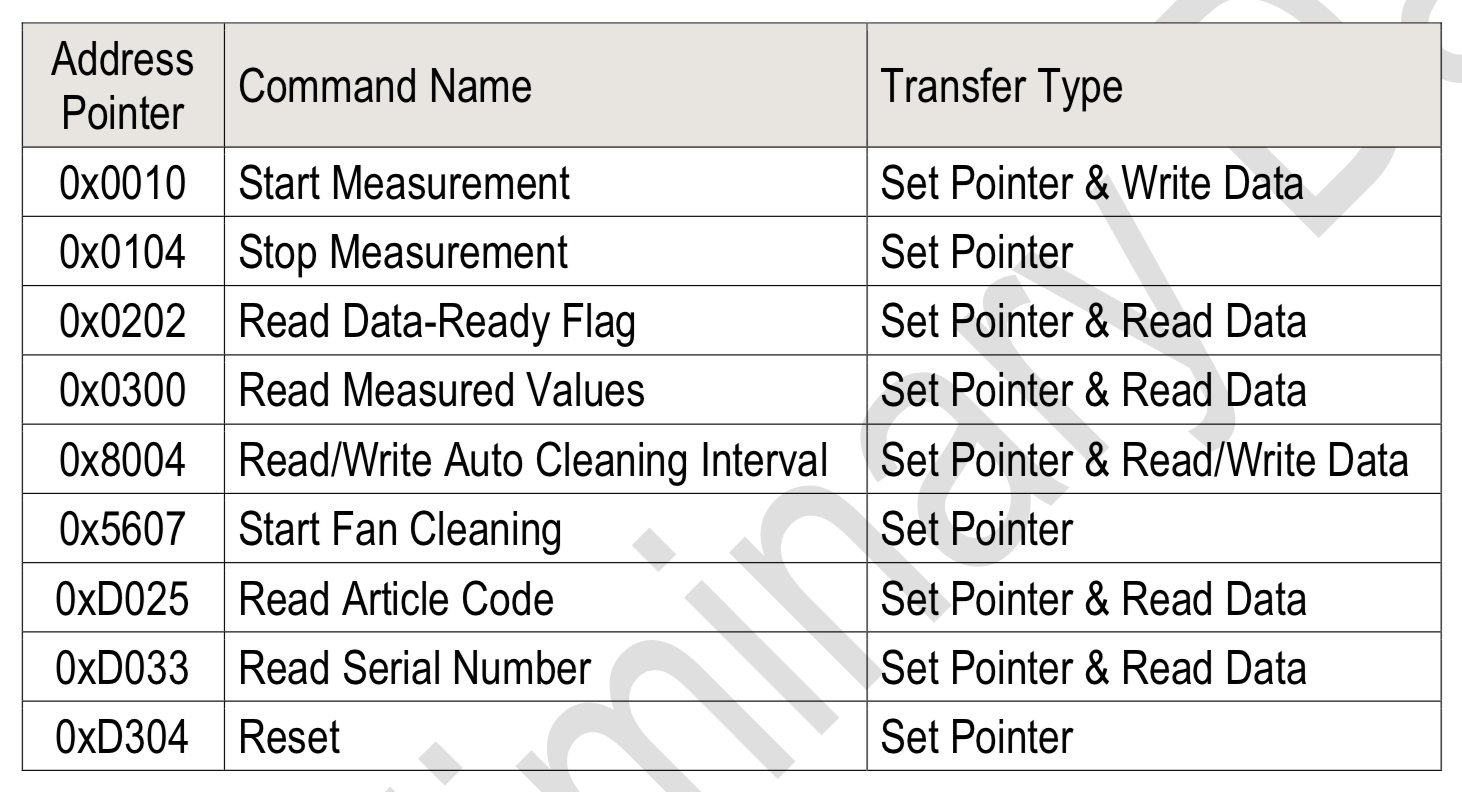 Address Pointer Command Name Transfer Type
0x0010 Start Measurement Set Pointer & Write Data
0x0104 Stop Measurement Set Pointer
0x0202 Read Data-Ready Flag Set Pointer & Read Data
0x0300 Read Measured Values Set Pointer & Read Data
0x8004 Read/Write Auto Cleaning Interval Set Pointer & Read/Write Data
0x5607 Start Fan Cleaning Set Pointer
0xD025 Read Article Code Set Pointer & Read Data
0xD033 Read Serial Number Set Pointer & Read Data
0xD304 Reset Set Pointer